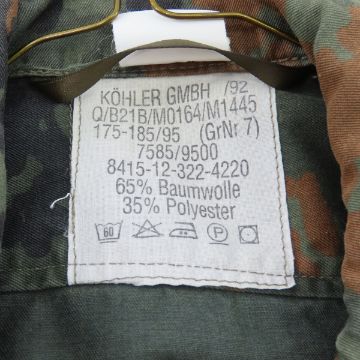 KÖHLER GMBH /92
Q/B21B/M0164/M1445
175-185/95 (GrNr 7)
7585/9500
8415-12-322-4220
65% Baumwolle
35% Polyester
60 P